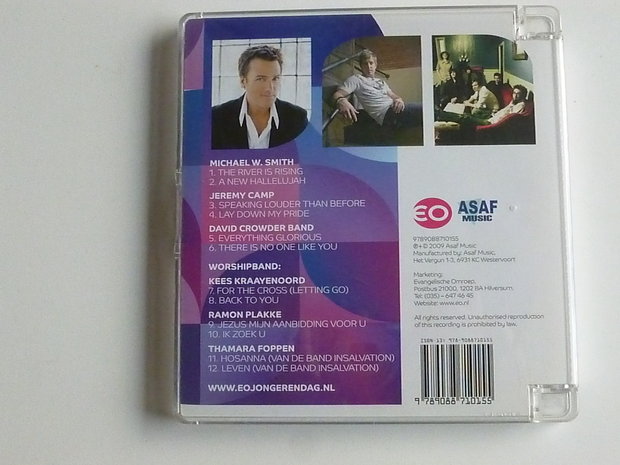 MICHAEL W. SMITH
1. THE RIVER IS RISING
2. A NEW HALLELUJAH
JEREMY CAMP
3. SPEAKING LOUDER THAN BEFORE
4. LAY DOWN MY PRIDE
DAVID CROWDER BAND
5. EVERYTHING GLORIOUS
6. THERE IS NO ONE LIKE YOU
WORSHIPBAND:
KEES KRAAYENOORD
7. FOR THE CROSS (LETTING GO)
8. BACK TO YOU
RAMON PLAKKE
9. JEZUS MIJN AANBIDDING VOOR U
10. IK ZOEK U
THAMARA FOPPEN
11. HOSANNA (VAN DE BAND INSALVATION)
12. LEVEN (VAN DE BAND INSALVATION)
WWW.EOJONGERENDAG.NL
EO ASAF MUSIC
9789088710155
℗+© 2009 Asaf Music
Manufactured by: Asaf Music,
Het Vergun 1-3, 6931 KC Westervoort
Marketing:
Evangelische Omroep,
Postbus 21000, 1202 BA Hilversum.
Tel: (035) - 647 46 45
Website: www.eo.nl
All rights reserved. Unauthorised reproduction
of this recording is prohibited by law.
ISBN-13: 978-9088710155
9 789088 710155